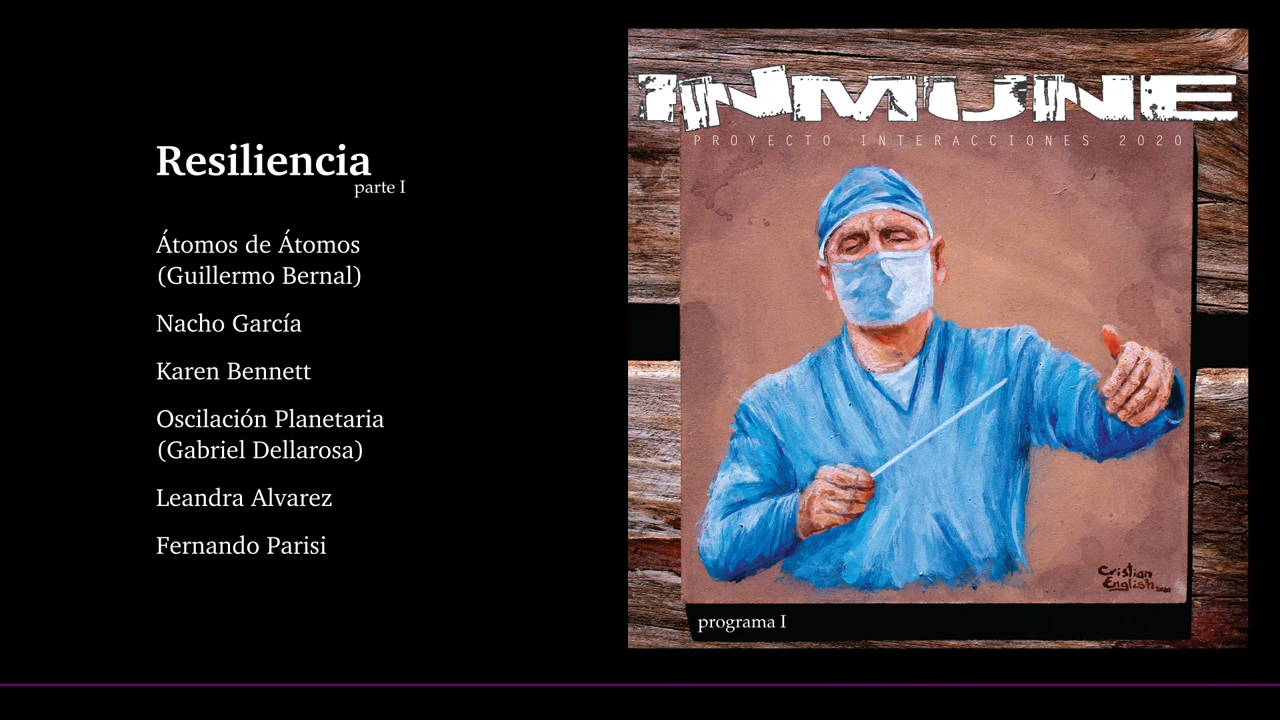 Resiliencia
parte I
Átomos de Átomos
(Guillermo Bernal)
Nacho García
Karen Bennett
Oscilación Planetaria
(Gabriel Dellarosa)
Leandra Alvarez
Fernando Parisi
INMUNE
PROYECTO INTERACCIONES 2020
Cristian
English 2020
programa I